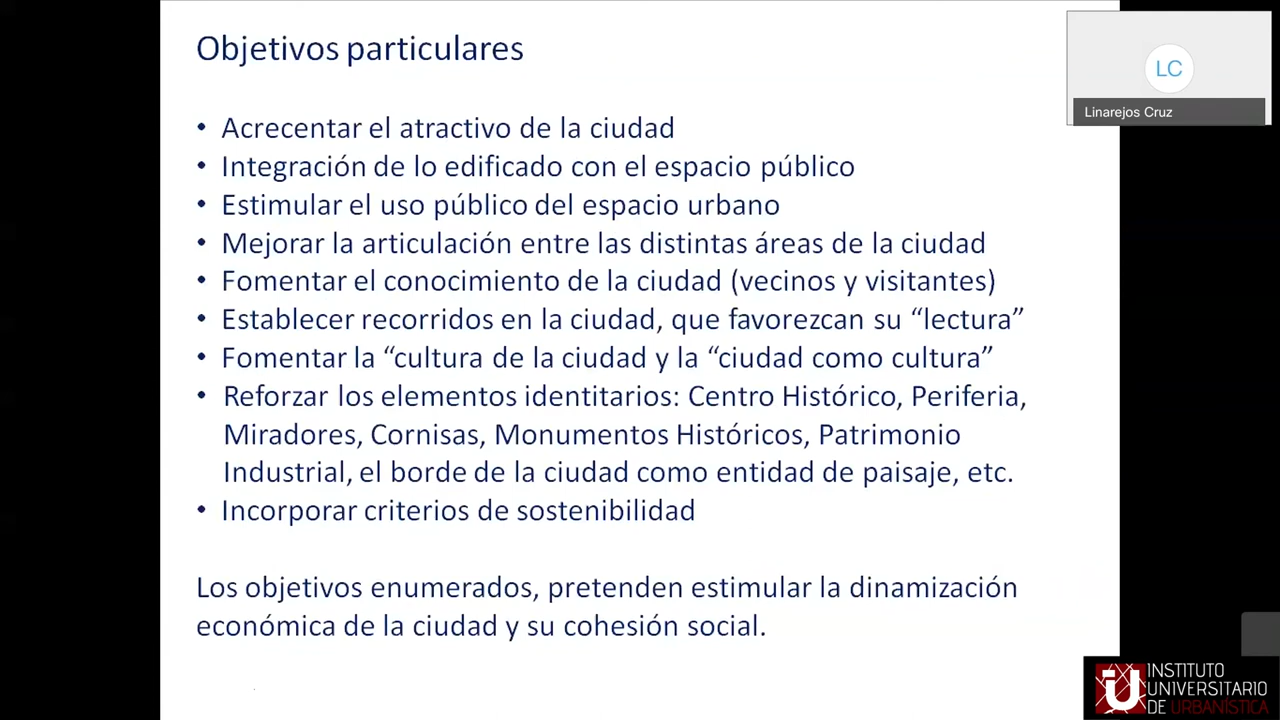 Objetivos particulares
• Acrecentar el atractivo de la ciudad
• Integración de lo edificado con el espacio público
• Estimular el uso público del espacio urbano
• Mejorar la articulación entre las distintas áreas de la ciudad
• Fomentar el conocimiento de la ciudad (vecinos y visitantes)
• Establecer recorridos en la ciudad, que favorezcan su “lectura”
• Fomentar la “cultura de la ciudad y la “ciudad como cultura”
• Reforzar los elementos identitarios: Centro Histórico, Periferia,
Miradores, Cornisas, Monumentos Históricos, Patrimonio
Industrial, el borde de la ciudad como entidad de paisaje, etc.
• Incorporar criterios de sostenibilidad
Los objetivos enumerados, pretenden estimular la dinamización
económica de la ciudad y su cohesión social.
LC
Linarejos Cruz
iU
INSTITUTO
UNIVERSITARIO
DE URBANÍSTICA